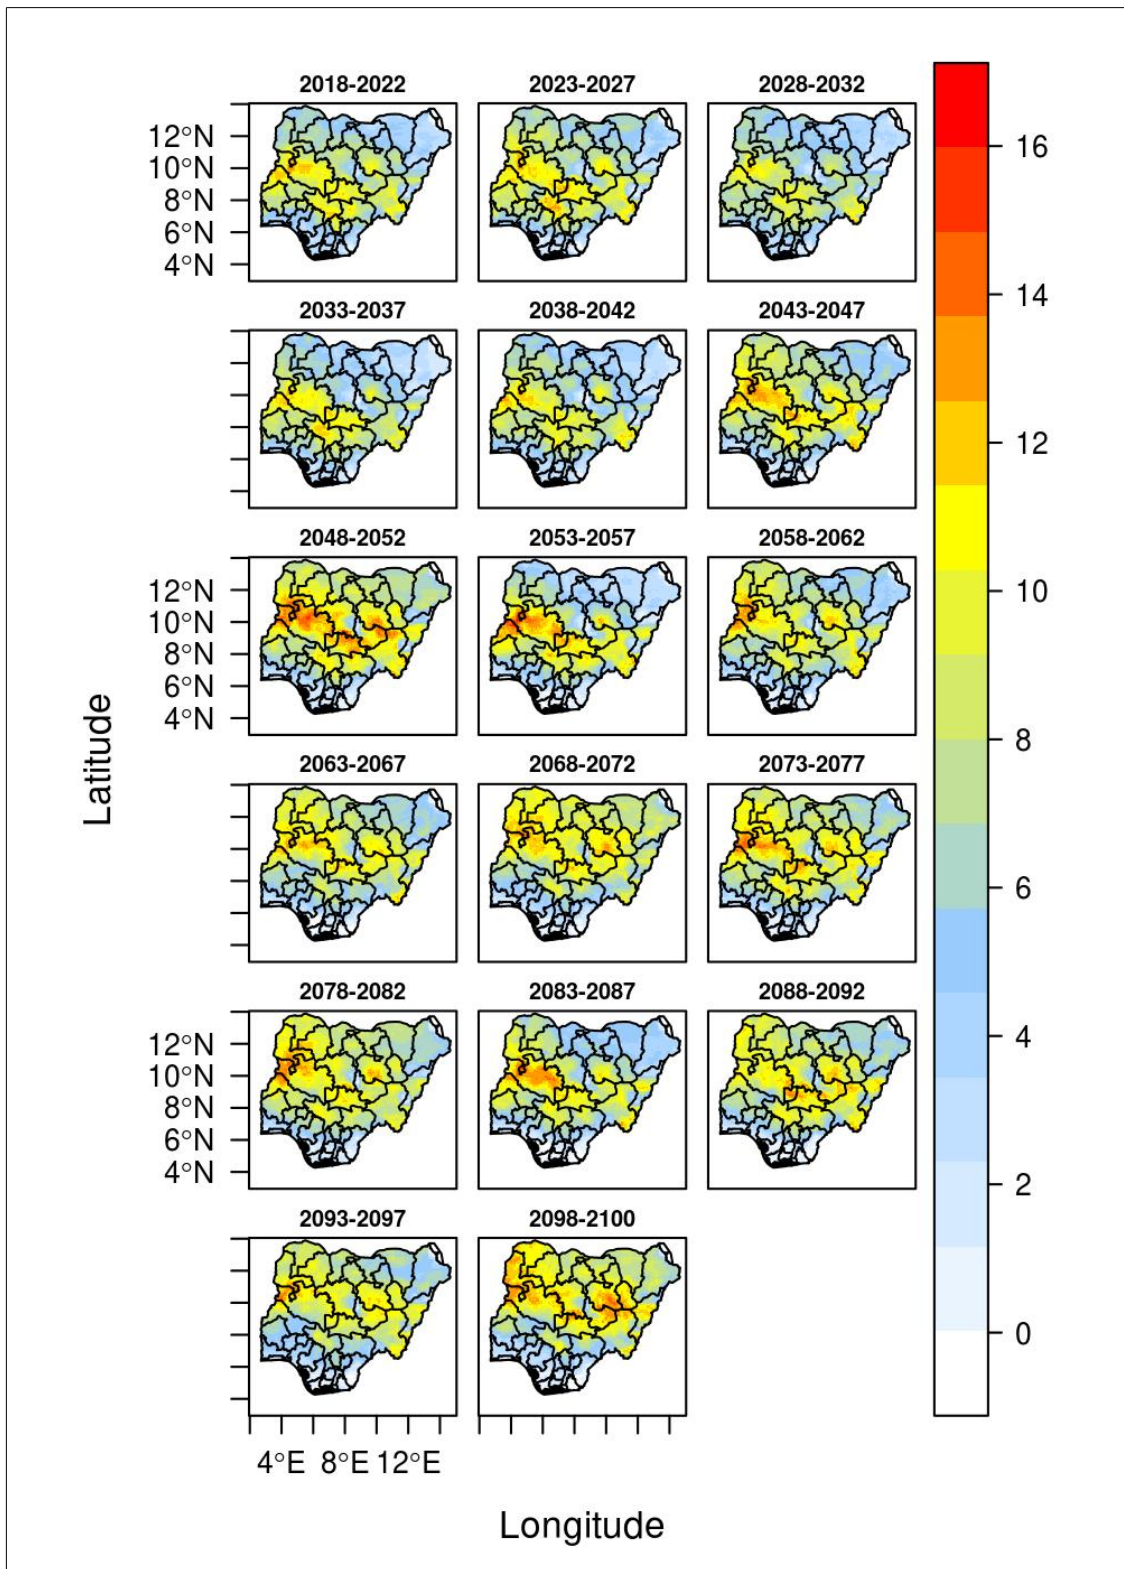 2018-2022 2023-2027 2028-2032
12°N
10°N
8°N
6°N
4°N
2033-2037 2038-2042 2043-2047
2048-2052 2053-2057 2058-2062
12°N
10°N
8°N
6°N
4°N
2063-2067 2068-2072 2073-2077
2078-2082 2083-2087 2088-2092
12°N
10°N
8°N
6°N
4°N
2093-2097 2098-2100
4°E 8°E 12°E
Longitude
Latitude
16
14
12
10
8
6
4
2
0